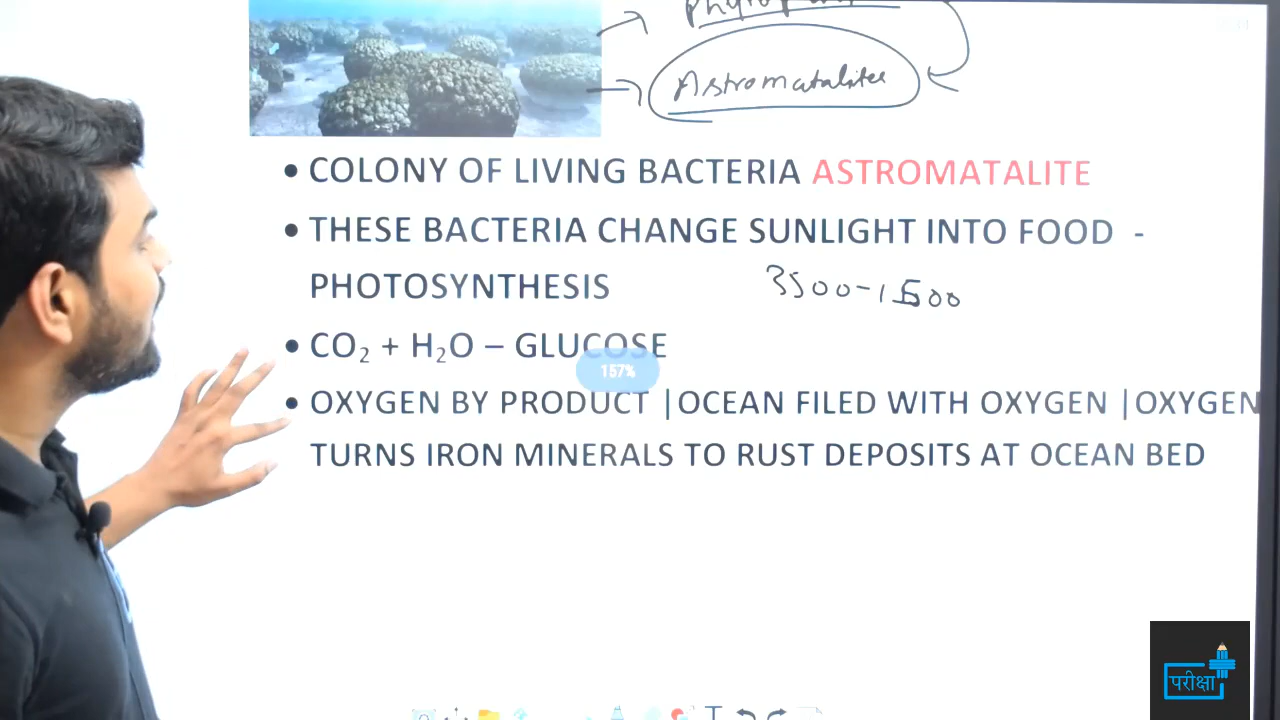 Astromatalites
• COLONY OF LIVING BACTERIA ASTROMATALITE
• THESE BACTERIA CHANGE SUNLIGHT INTO FOOD -
PHOTOSYNTHESIS
3500-1500
• CO₂ + H₂O – GLUCOSE
157%
• OXYGEN BY PRODUCT |OCEAN FILED WITH OXYGEN |OXYGEN
TURNS IRON MINERALS TO RUST DEPOSITS AT OCEAN BED
परीक्षा